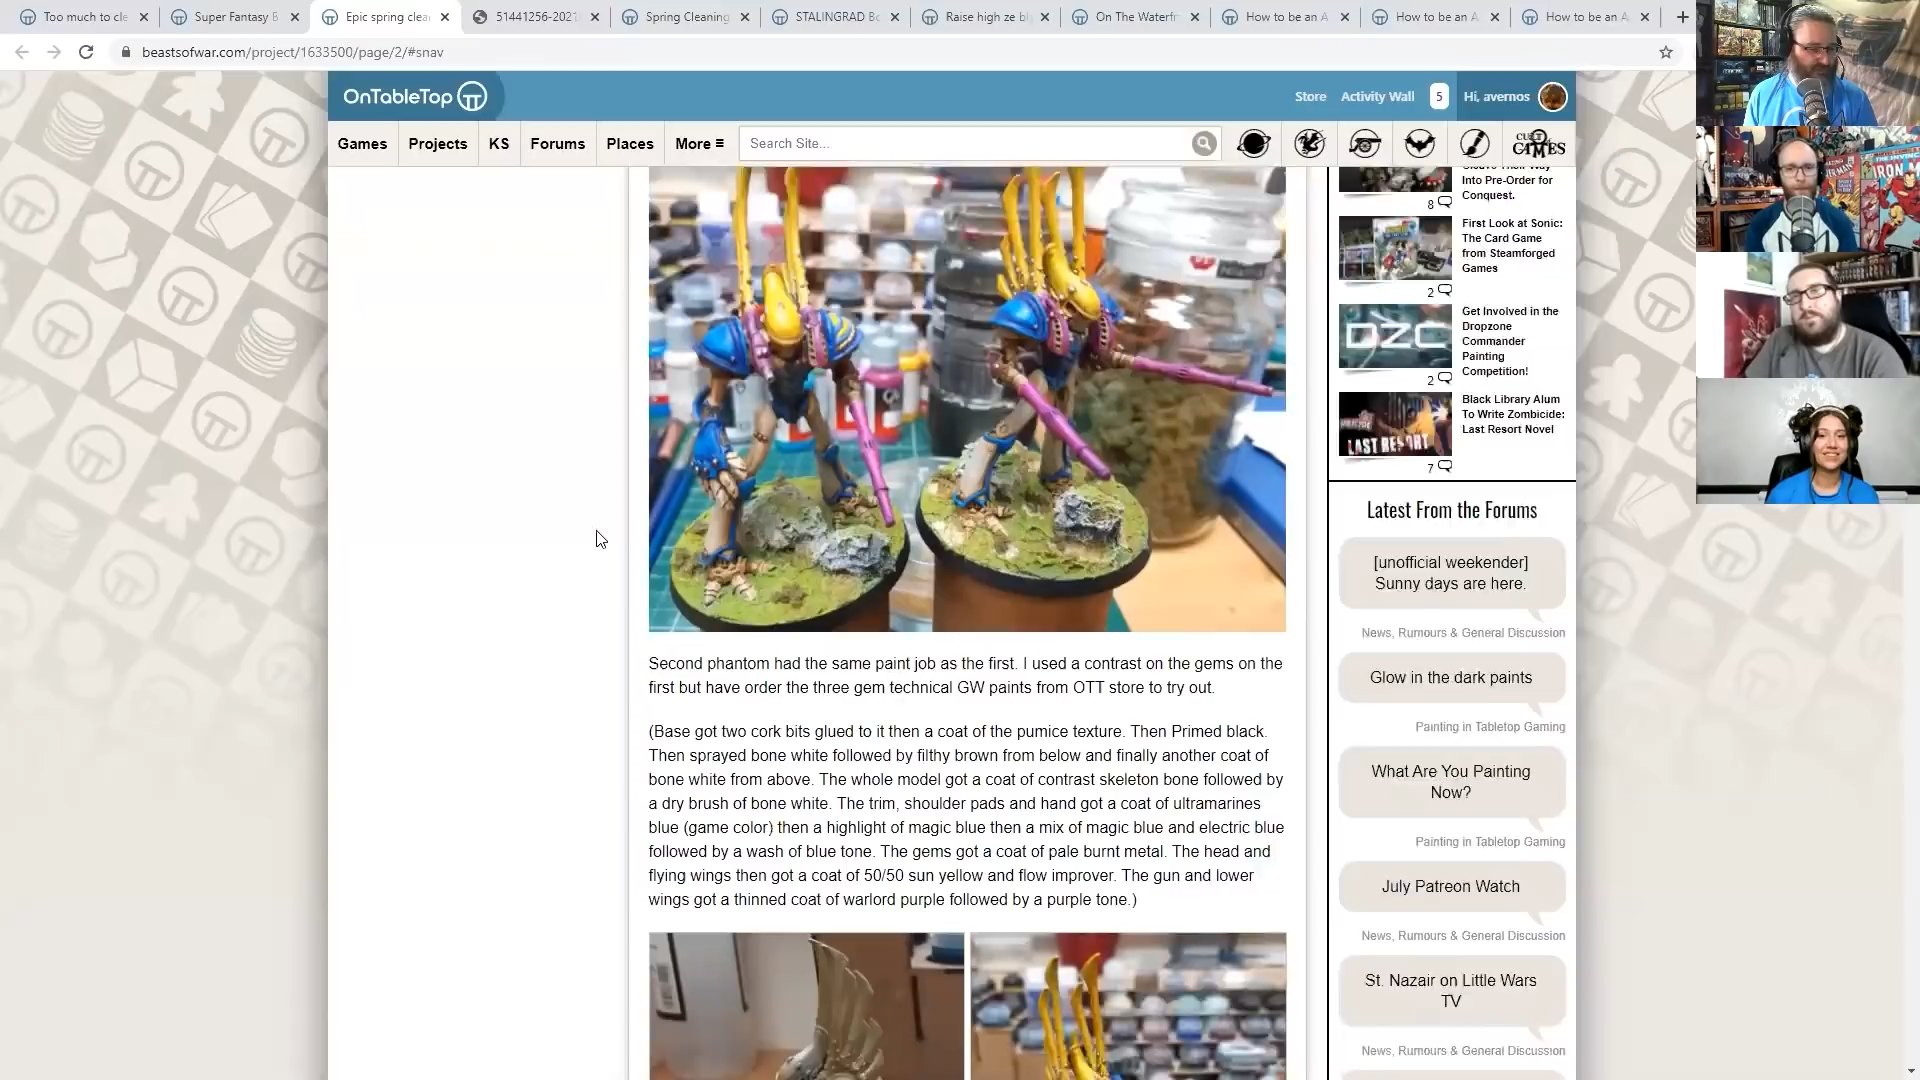 Too much to cle
Super Fantasy B
Epic spring clea
51441256-2021
Spring Cleaning
STALINGRAD Bo
Raise high ze bl
On The Waterfr
How to be an A
How to be an A
How to be an A
beastsofwar.com/project/1633500/page/2/#snav
OnTableTop
Store
Activity Wall
5
Hi, avernos
Games
Projects
KS
Forums
Places
More ≡
Search Site...
CULT
GAMES
Into Pre-Order for
Conquest.
8
First Look at Sonic:
The Card Game
from Steamforged
Games
2
Get Involved in the
Dropzone
Commander
Painting
Competition!
DZC
2
Black Library Alum
To Write Zombicide:
Last Resort Novel
LAST RESORT
7
Second phantom had the same paint job as the first. I used a contrast on the gems on the
first but have order the three gem technical GW paints from OTT store to try out.
(Base got two cork bits glued to it then a coat of the pumice texture. Then Primed black.
Then sprayed bone white followed by filthy brown from below and finally another coat of
bone white from above. The whole model got a coat of contrast skeleton bone followed by
a dry brush of bone white. The trim, shoulder pads and hand got a coat of ultramarines
blue (game color) then a highlight of magic blue then a mix of magic blue and electric blue
followed by a wash of blue tone. The gems got a coat of pale burnt metal. The head and
flying wings then got a coat of 50/50 sun yellow and flow improver. The gun and lower
wings got a thinned coat of warlord purple followed by a purple tone.)
Latest From the Forums
[unofficial weekender]
Sunny days are here.
News, Rumours & General Discussion
Glow in the dark paints
Painting in Tabletop Gaming
What Are You Painting
Now?
Painting in Tabletop Gaming
July Patreon Watch
News, Rumours & General Discussion
St. Nazair on Little Wars
TV
News, Rumours & General Discussion
THE INVINC
IRON M